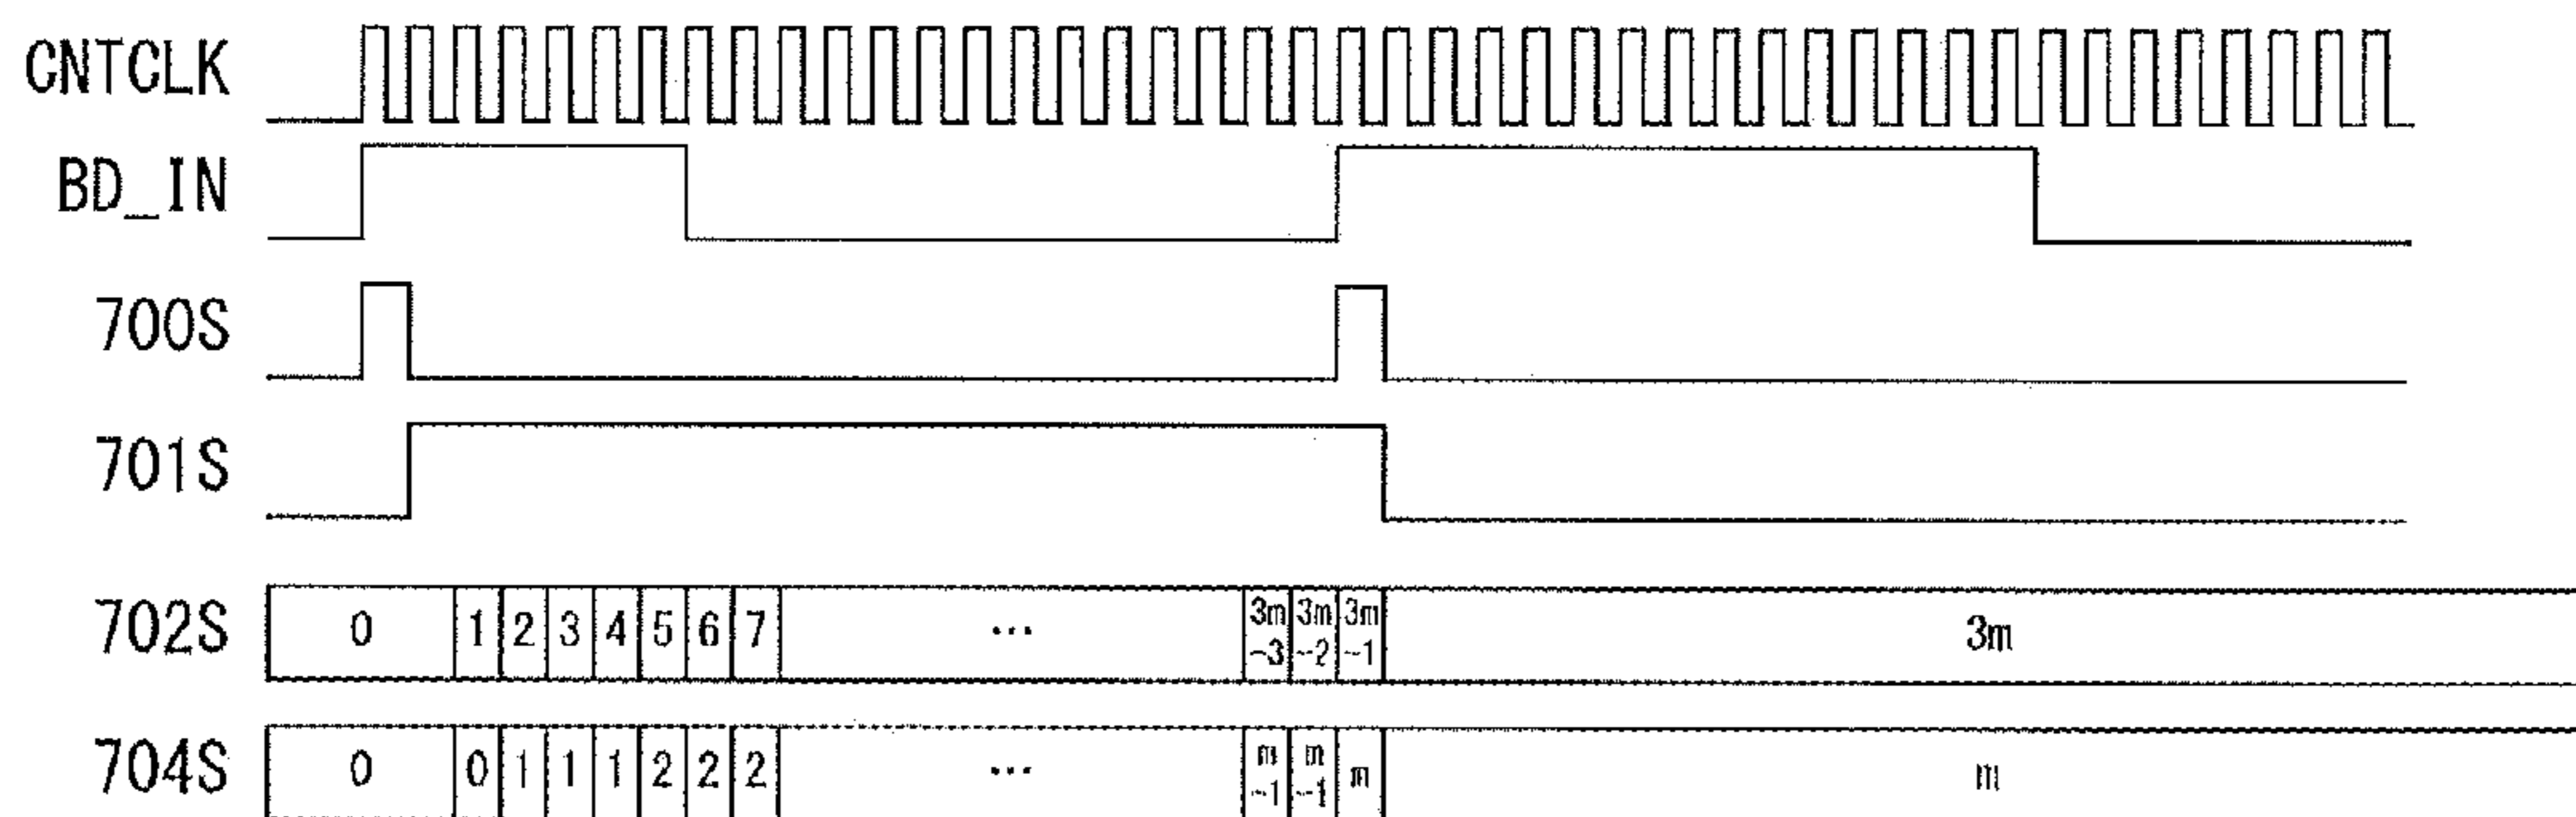 CNTCLK
BD_IN
700S
701S
702S 0 1 2 3 4 5 6 7 ... 3m-3 3m-2 3m-1 3m
704S 0 0 1 1 1 2 2 2 ... m-1 m-1 m m